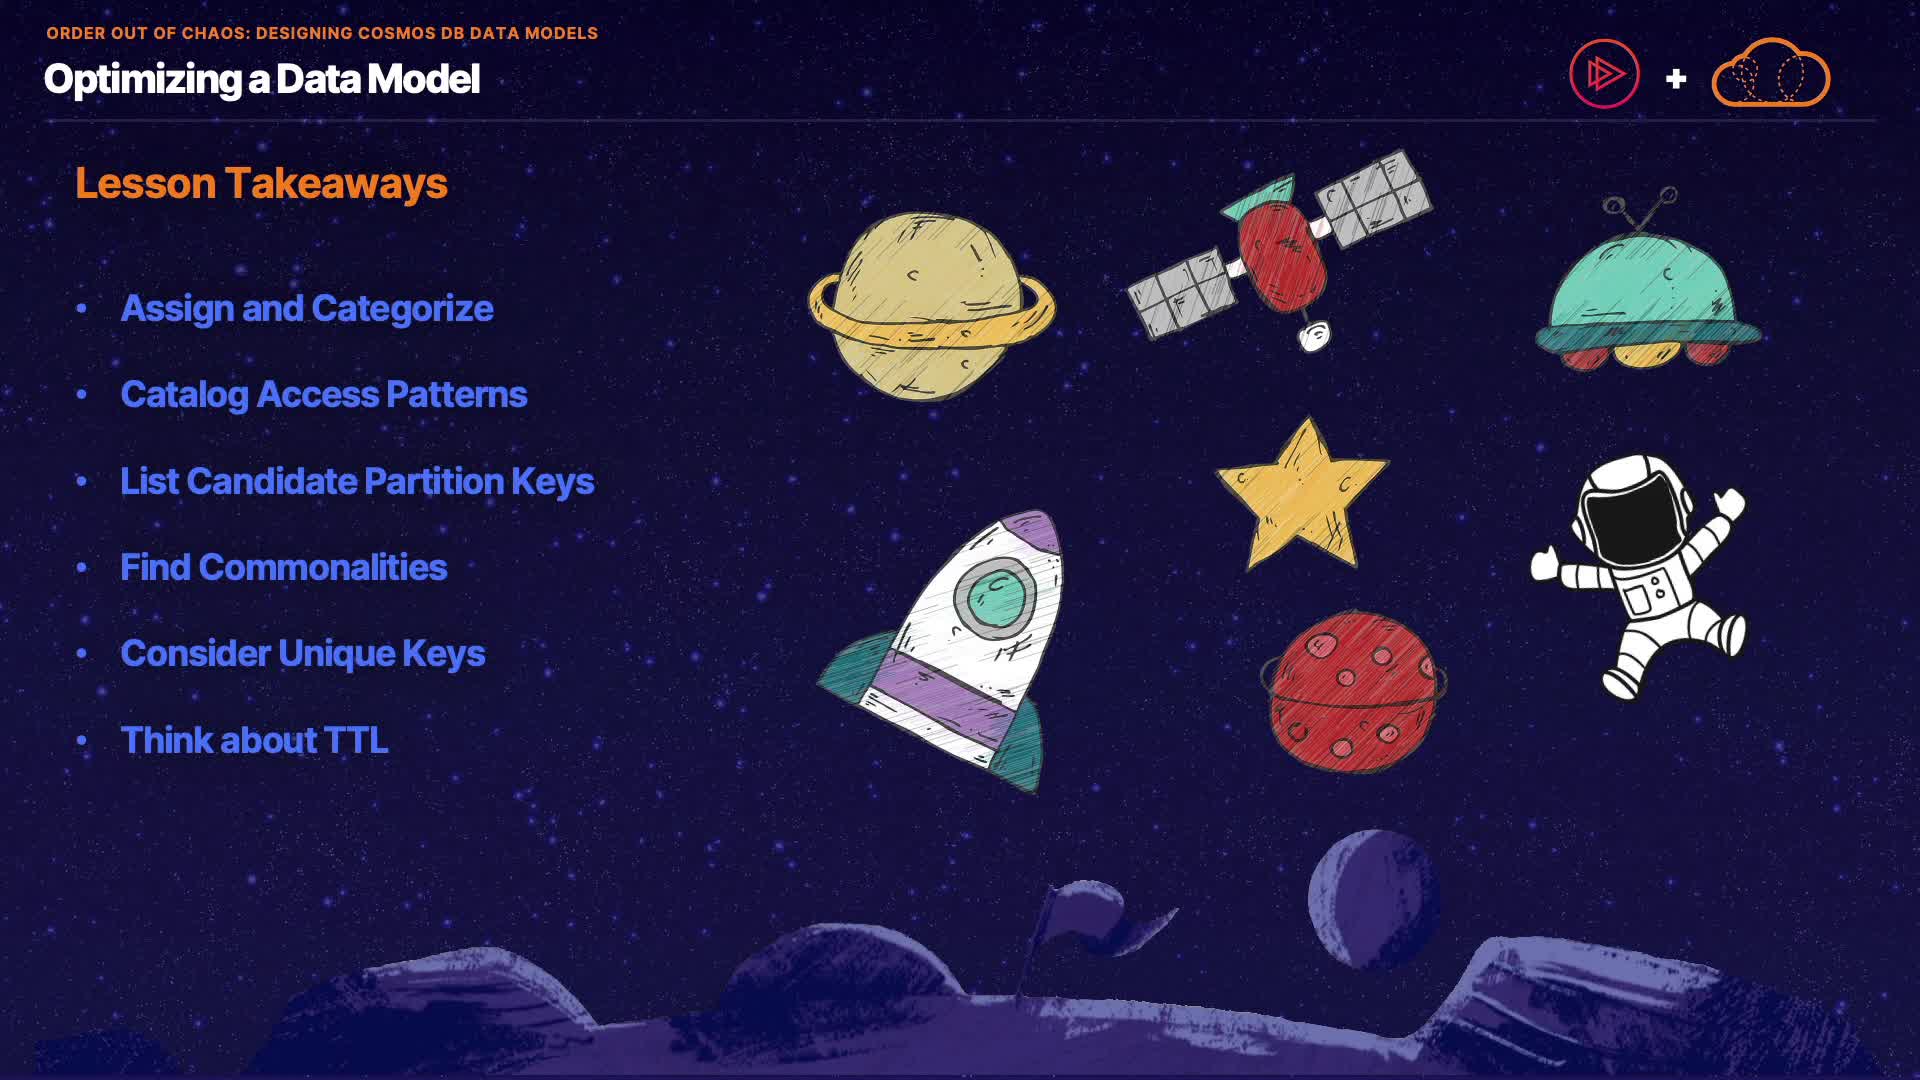 ORDER OUT OF CHAOS: DESIGNING COSMOS DB DATA MODELS
Optimizing a Data Model
+
Lesson Takeaways
• Assign and Categorize
• Catalog Access Patterns
• List Candidate Partition Keys
• Find Commonalities
• Consider Unique Keys
• Think about TTL